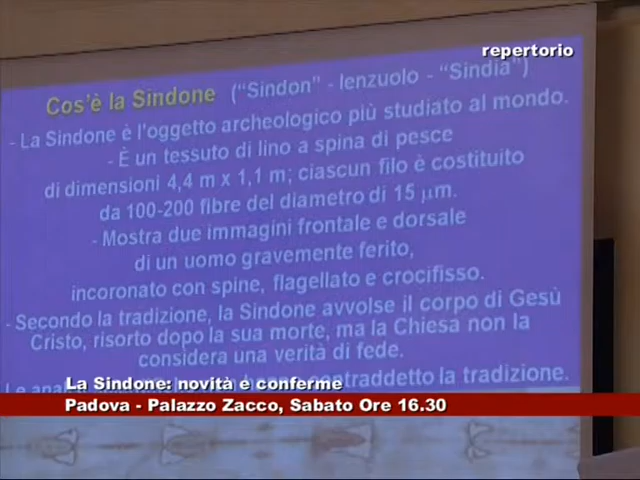 repertorio
Cos'è la Sindone ("Sindon" - lenzuolo - "Sindia")
- La Sindone è l'oggetto archeologico più studiato al mondo.
- È un tessuto di lino a spina di pesce
di dimensioni 4,4 m x 1,1 m; ciascun filo è costituito
da 100-200 fibre del diametro di 15 μm.
- Mostra due immagini frontale e dorsale
di un uomo gravemente ferito,
incoronato con spine, flagellato e crocifisso.
- Secondo la tradizione, la Sindone avvolse il corpo di Gesù
Cristo, risorto dopo la sua morte, ma la Chiesa non la
considera una verità di fede.
Le contraddetto la tradizione.
La Sindone: novità e conferme
Padova - Palazzo Zacco, Sabato Ore 16.30